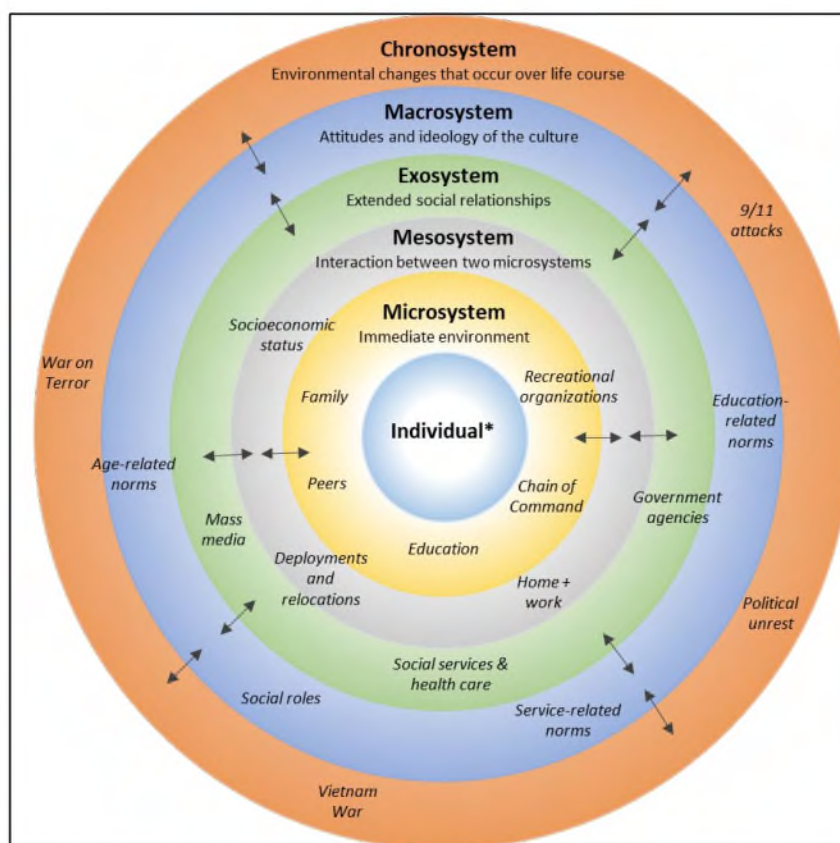 Chronosystem
Environmental changes that occur over life course
Macrosystem
Attitudes and ideology of the culture
Exosystem
Extended social relationships
9/11
attacks
Mesosystem
Interaction between two microsystems
Microsystem
Immediate environment
Socioeconomic
status
War on
Terror
Family
Recreational
organizations
Education-
related
norms
Individual*
Age-related
norms
Peers
Chain of
Command
Government
agencies
Mass
media
Education
Deployments
and
relocations
Home +
work
Political
unrest
Social services &
health care
Social roles
Service-related
norms
Vietnam
War